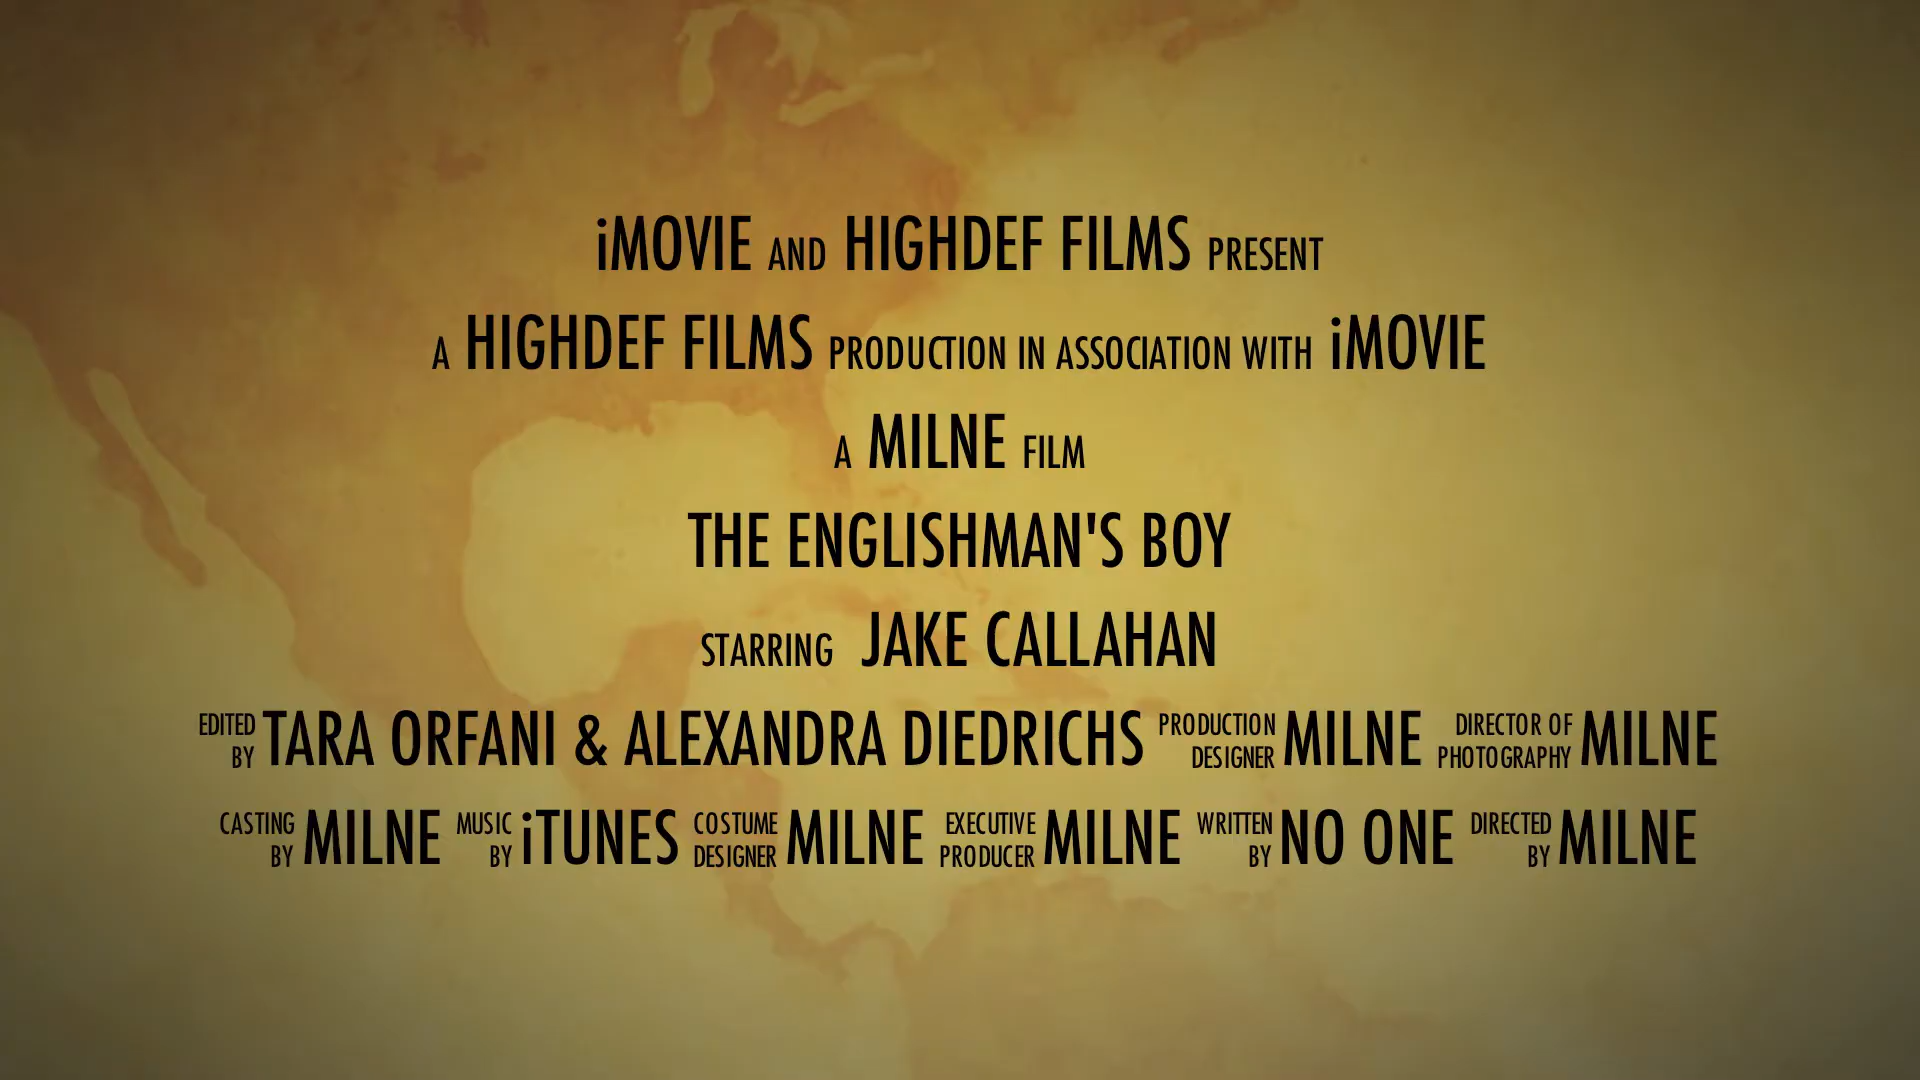 iMOVIE AND HIGHDEF FILMS PRESENT
A HIGHDEF FILMS PRODUCTION IN ASSOCIATION WITH iMOVIE
A MILNE FILM
THE ENGLISHMAN'S BOY
STARRING JAKE CALLAHAN
EDITED BY TARA ORFANI & ALEXANDRA DIEDRICHS PRODUCTION DESIGNER MILNE DIRECTOR OF PHOTOGRAPHY MILNE
CASTING BY MILNE MUSIC BY iTUNES COSTUME DESIGNER MILNE EXECUTIVE PRODUCER MILNE WRITTEN BY NO ONE DIRECTED BY MILNE